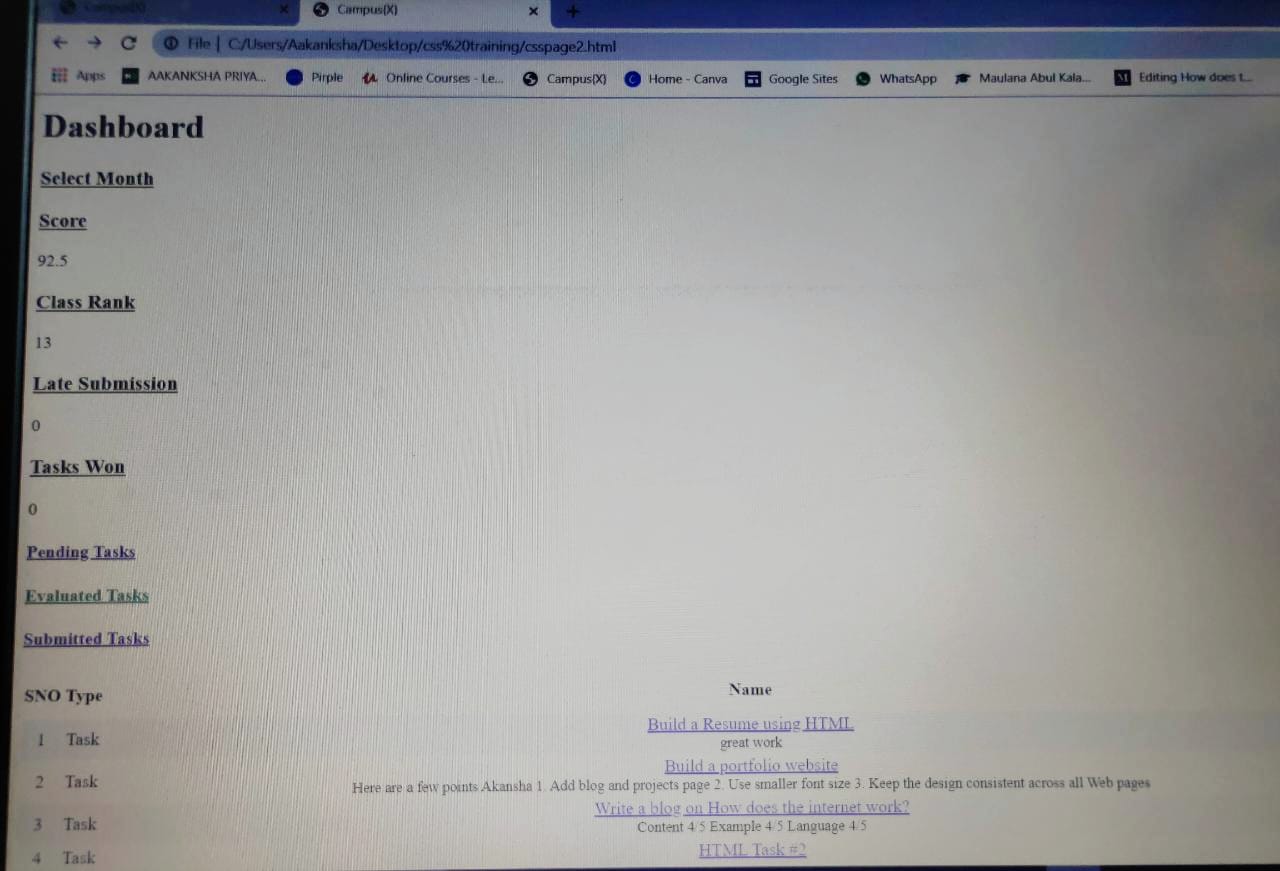 Campus(X) Campus(X)
File | C:/Users/Aakanksha/Desktop/css%20training/csspage2.html
Apps AAKANKSHA PRIYA... Pirple Online Courses - Le... Campus(X) Home - Canva Google Sites WhatsApp Maulana Abul Kala... Editing How does t...
Dashboard
Select Month
Score
92.5
Class Rank
13
Late Submission
0
Tasks Won
0
Pending Tasks
Evaluated Tasks
Submitted Tasks
SNO Type Name
1 Task Build a Resume using HTML
great work
2 Task Build a portfolio website
Here are a few points Akansha 1. Add blog and projects page 2. Use smaller font size 3. Keep the design consistent across all Web pages
3 Task Write a blog on How does the internet work?
Content 4/5 Example 4/5 Language 4/5
4 Task HTML Task #2